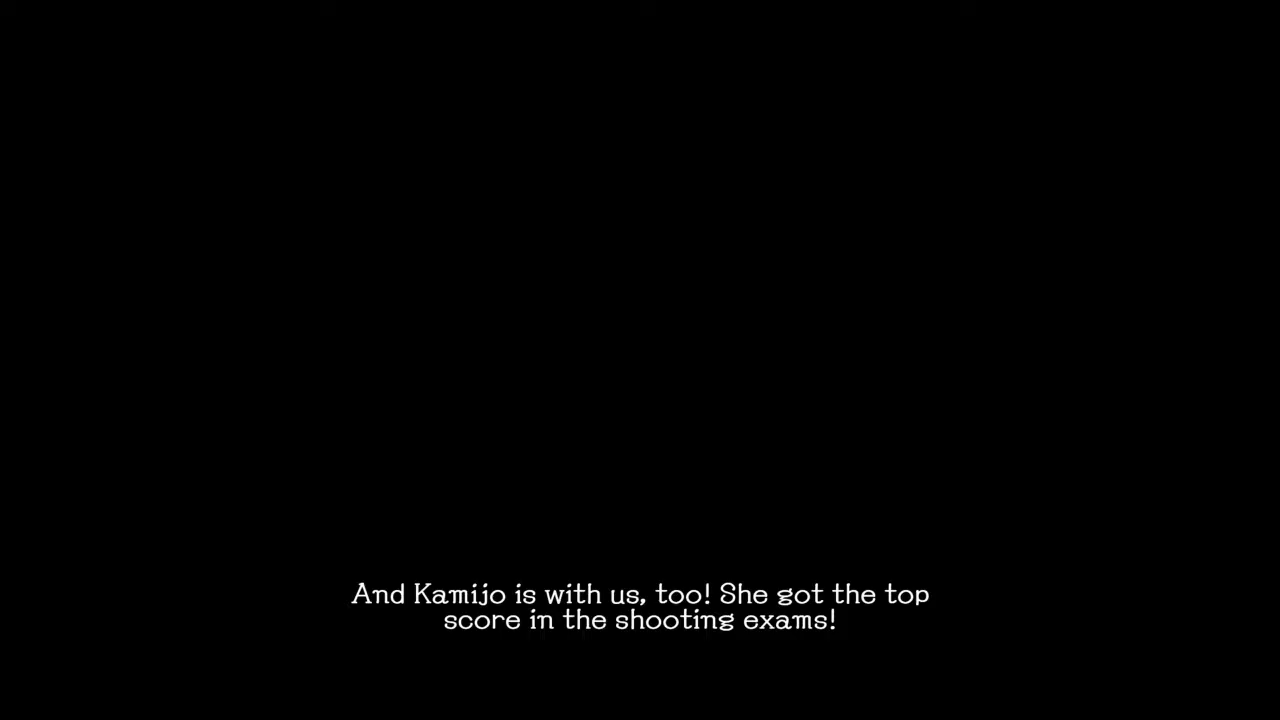 And Kamijo is with us, too! She got the top
score in the shooting exams!